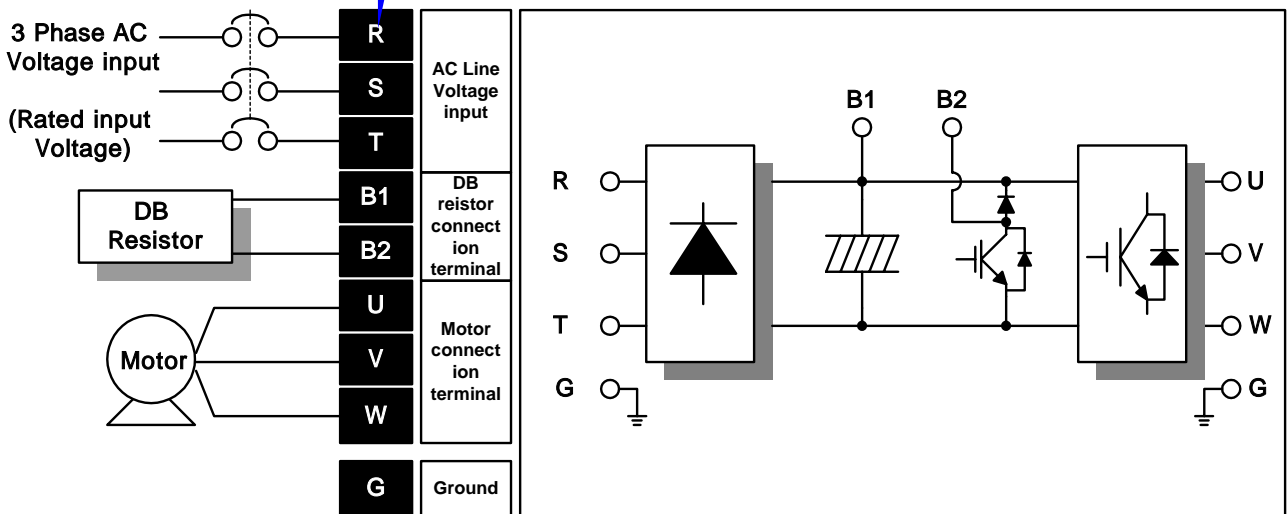 3 Phase AC
Voltage input
(Rated input
Voltage)
R
S
T
AC Line
Voltage
input
DB
Resistor
B1
B2
DB
reistor
connect
ion
terminal
Motor
U
V
W
Motor
connect
ion
terminal
G
Ground
B1
B2
R
S
T
G
U
V
W
G